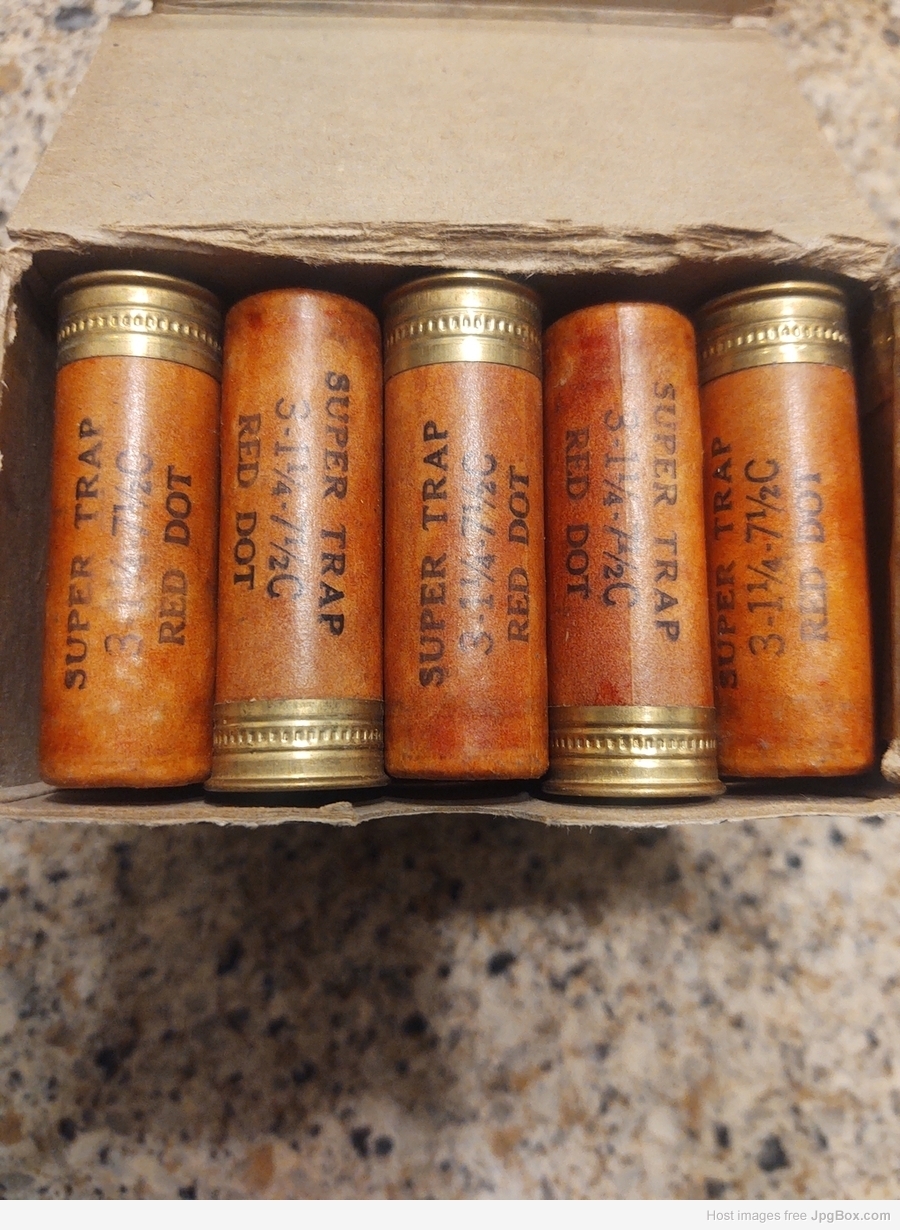 SUPER TRAP
3-1¼-7½C
RED DOT
SUPER TRAP
3-1¼-7½C
RED DOT
SUPER TRAP
3-1¼-7½C
RED DOT
SUPER TRAP
3-1¼-7½C
RED DOT
SUPER TRAP
3-1¼-7½C
RED DOT
Host images free JpgBox.com